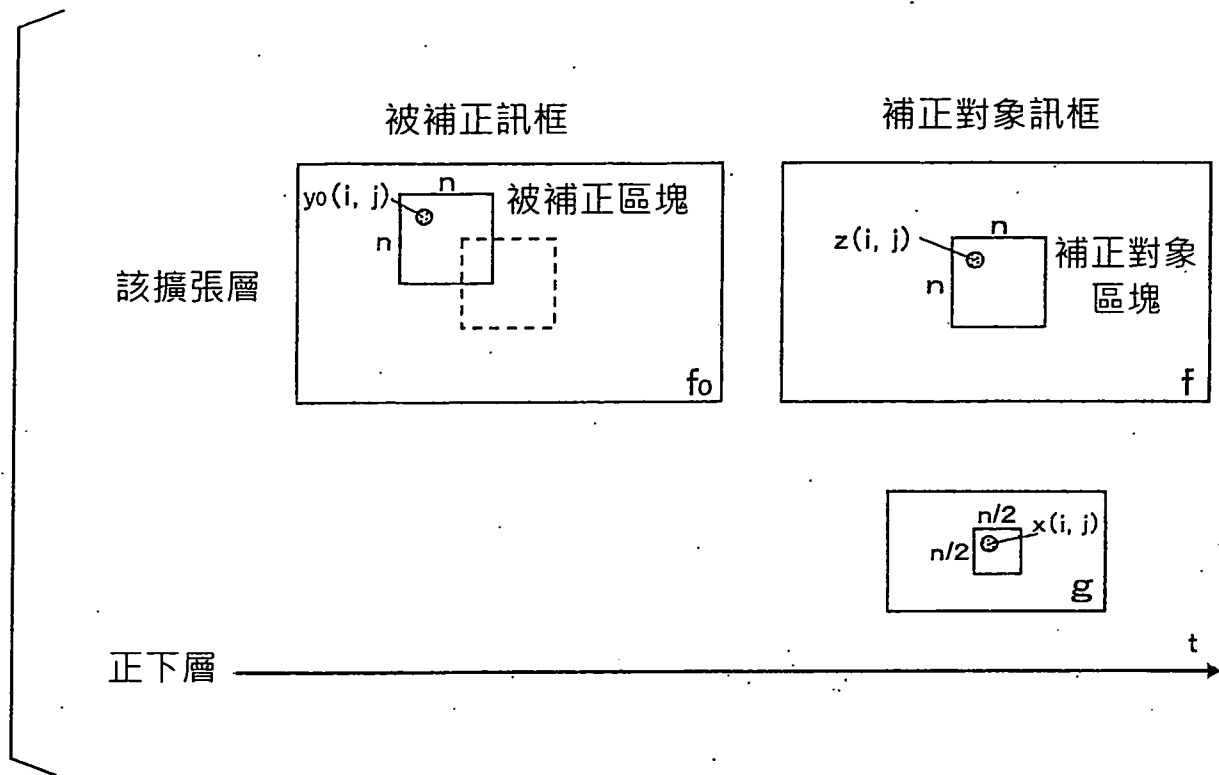 被補正訊框
補正對象訊框
n
yo(i, j)
被補正區塊
n
n
z(i, j)
補正對象
區塊
n
該擴張層
fo
f
n/2
x(i, j)
n/2
g
t
正下層